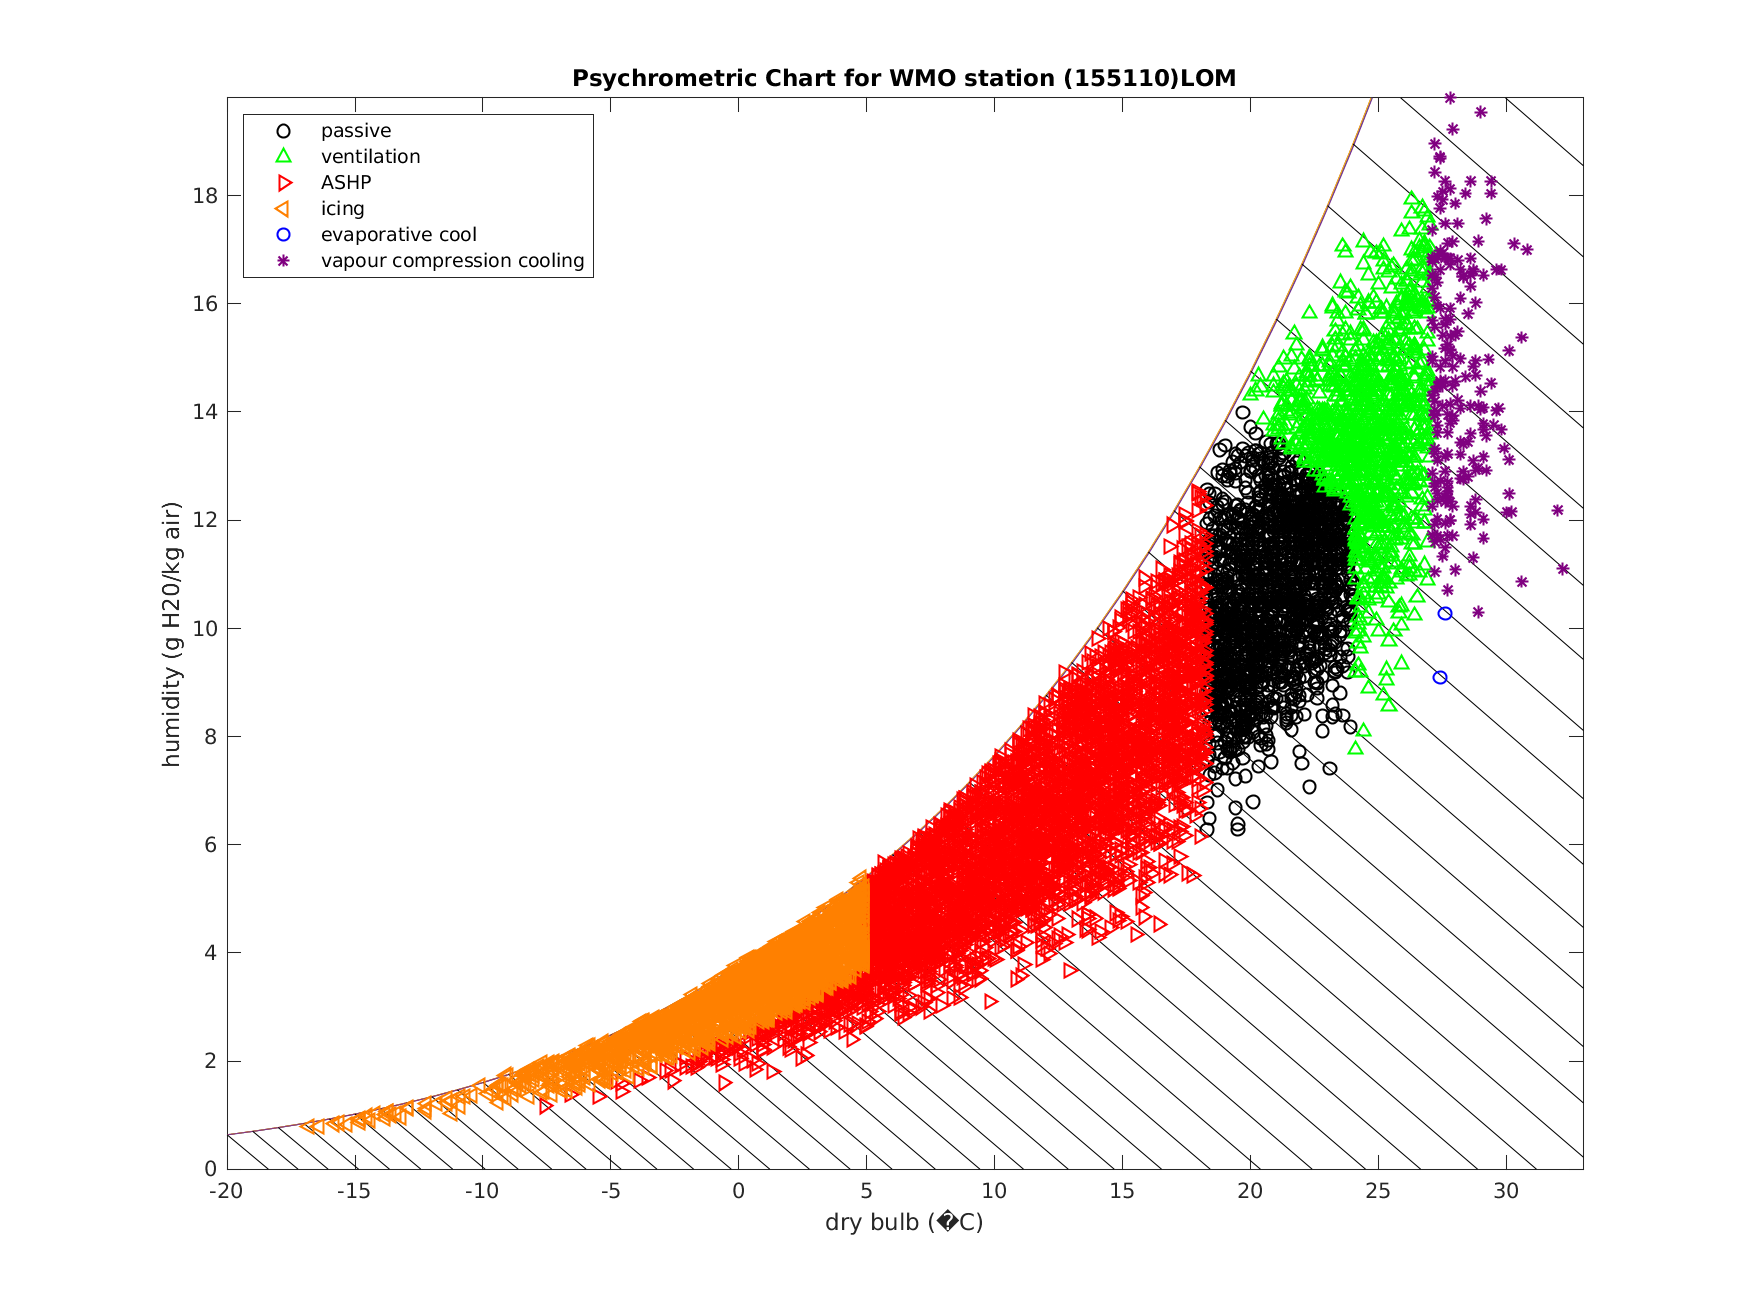 Psychrometric Chart for WMO station (155110)LOM
passive
ventilation
ASHP
icing
evaporative cool
vapour compression cooling
humidity (g H20/kg air)
18
16
14
12
10
8
6
4
2
0
-20 -15 -10 -5 0 5 10 15 20 25 30
dry bulb (�C)